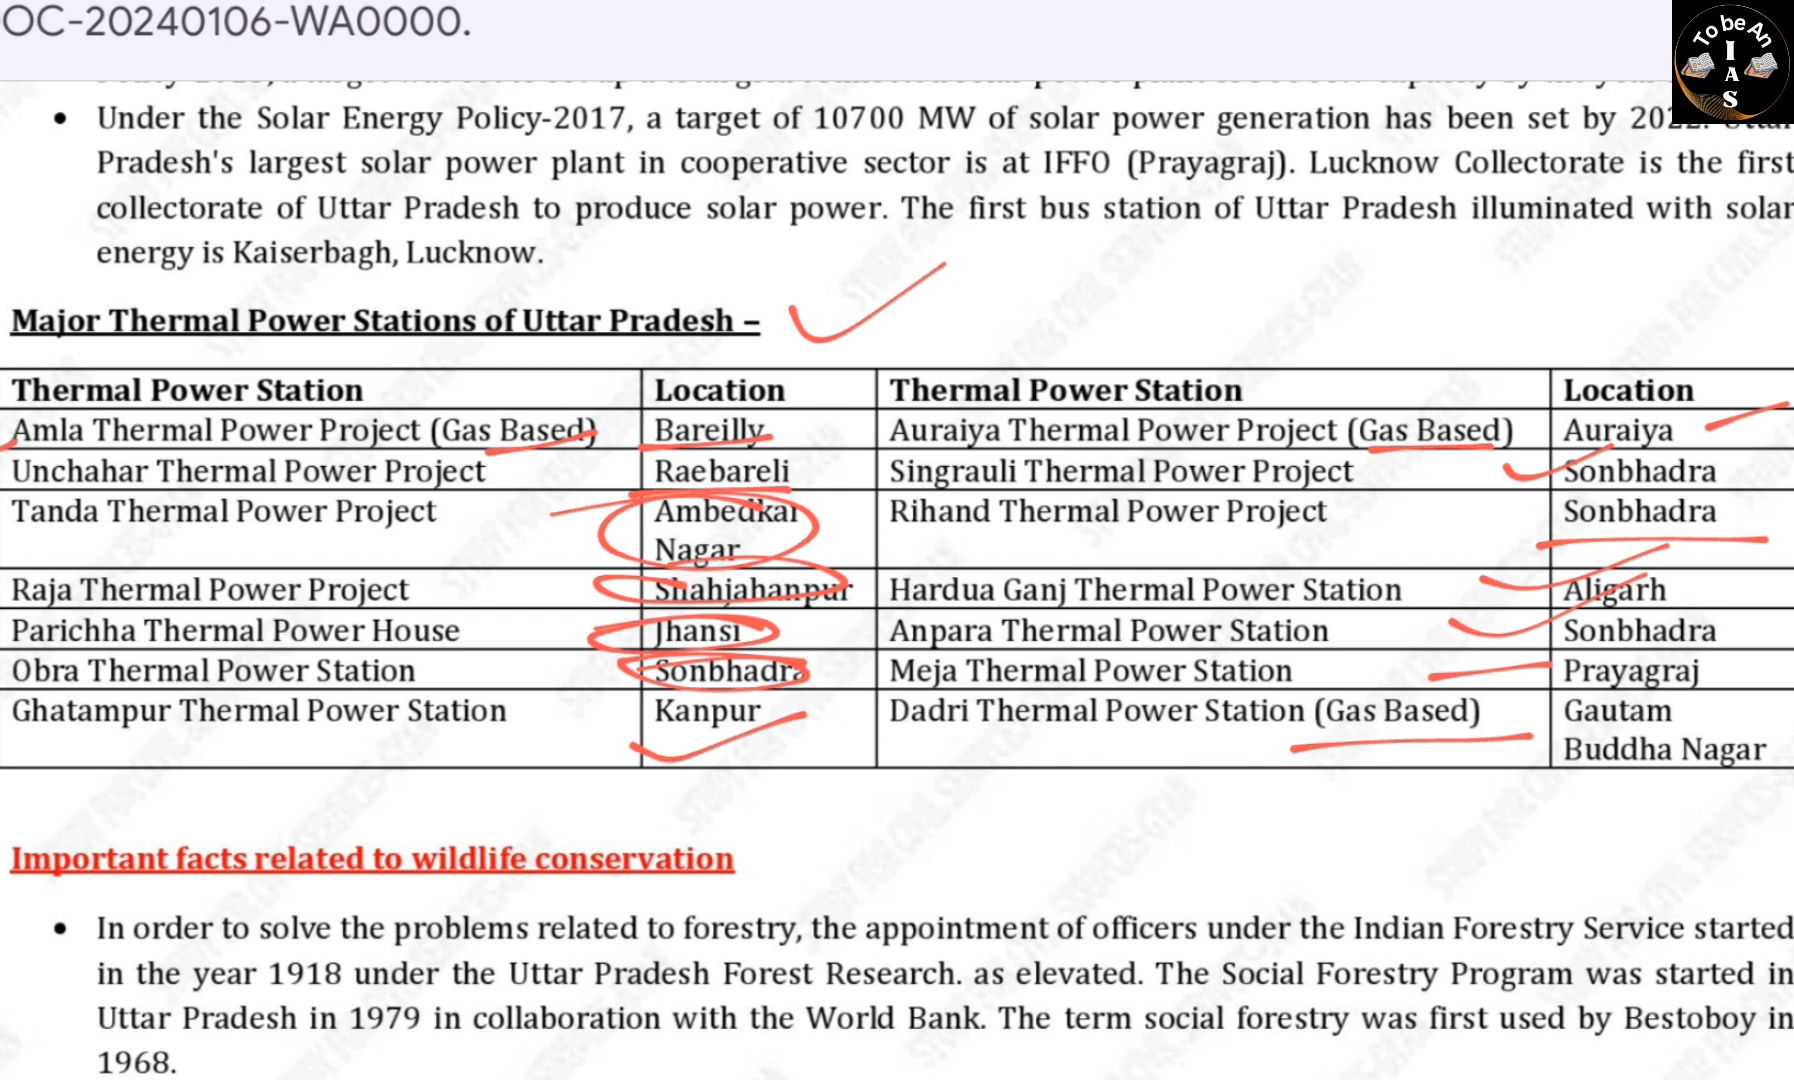 OC-20240106-WA0000.
To be An
I
A
S
• Under the Solar Energy Policy-2017, a target of 10700 MW of solar power generation has been set by
Pradesh's largest solar power plant in cooperative sector is at IFFO (Prayagraj). Lucknow Collectorate is the first
collectorate of Uttar Pradesh to produce solar power. The first bus station of Uttar Pradesh illuminated with solar
energy is Kaiserbagh, Lucknow.
Major Thermal Power Stations of Uttar Pradesh –
Thermal Power Station Location Thermal Power Station Location
Amla Thermal Power Project (Gas Based) Bareilly Auraiya Thermal Power Project (Gas Based) Auraiya
Unchahar Thermal Power Project Raebareli Singrauli Thermal Power Project Sonbhadra
Tanda Thermal Power Project Ambedkar Rihand Thermal Power Project Sonbhadra
Nagar
Raja Thermal Power Project Shahjahanpur Hardua Ganj Thermal Power Station Aligarh
Parichha Thermal Power House Jhansi Anpara Thermal Power Station Sonbhadra
Obra Thermal Power Station Sonbhadra Meja Thermal Power Station Prayagraj
Ghatampur Thermal Power Station Kanpur Dadri Thermal Power Station (Gas Based) Gautam
Buddha Nagar
Important facts related to wildlife conservation
• In order to solve the problems related to forestry, the appointment of officers under the Indian Forestry Service started
in the year 1918 under the Uttar Pradesh Forest Research. as elevated. The Social Forestry Program was started in
Uttar Pradesh in 1979 in collaboration with the World Bank. The term social forestry was first used by Bestoboy in
1968.